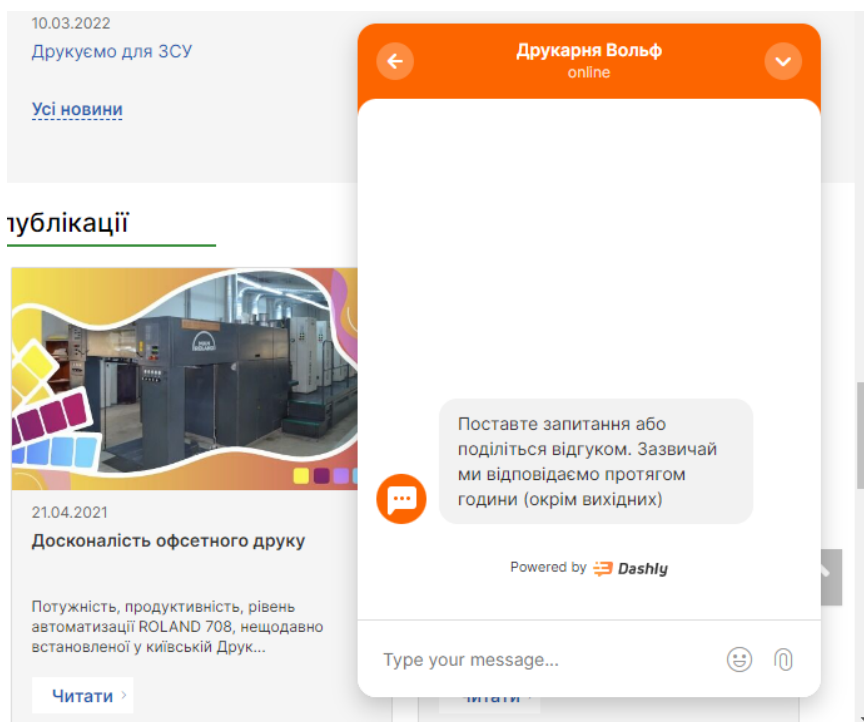 10.03.2022
Друкуємо для ЗСУ
Усі новини
публікації
21.04.2021
Досконалість офсетного друку
Потужність, продуктивність, рівень
автоматизації ROLAND 708, нещодавно
встановленої у київській Друк...
Читати
Друкарня Вольф
online
Поставте запитання або
поділіться відгуком. Зазвичай
ми відповідаємо протягом
години (окрім вихідних)
Powered by Dashly
Type your message...
Читати